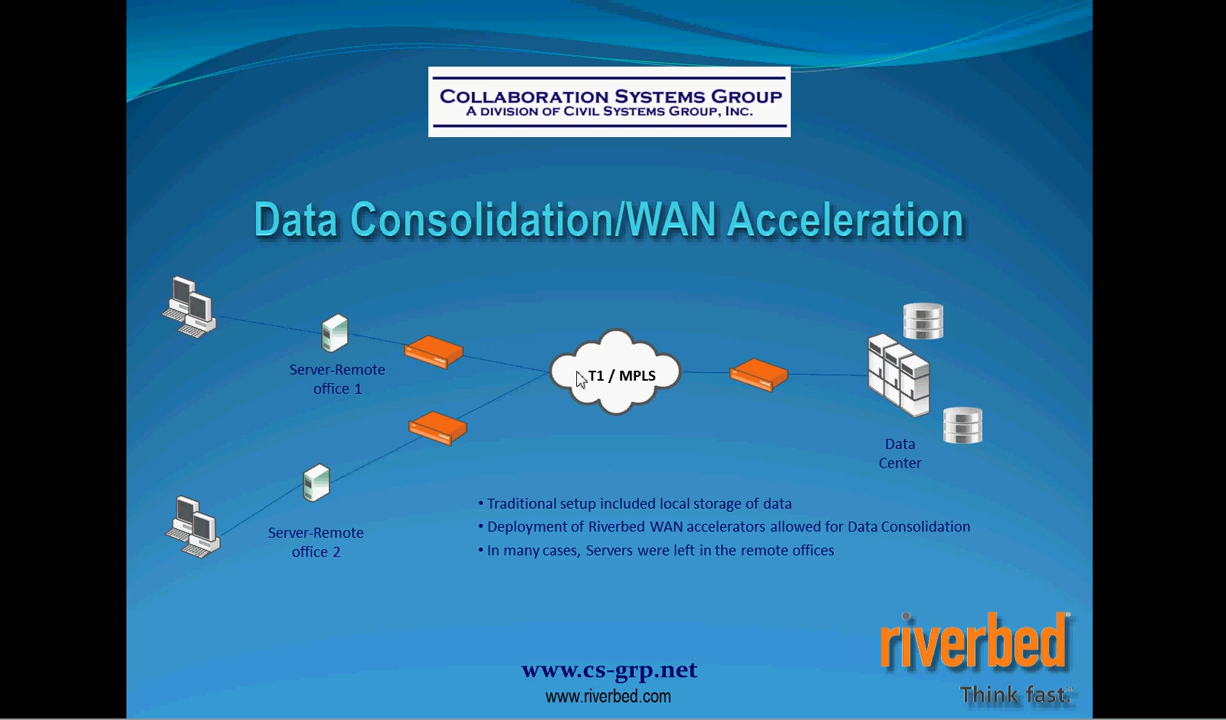 COLLABORATION SYSTEMS GROUP
A DIVISION OF CIVIL SYSTEMS GROUP, INC.
Data Consolidation/WAN Acceleration
Server-Remote
office 1
T1 / MPLS
Data
Center
Server-Remote
office 2
• Traditional setup included local storage of data
• Deployment of Riverbed WAN accelerators allowed for Data Consolidation
• In many cases, Servers were left in the remote offices
www.cs-grp.net
www.riverbed.com
riverbed®
Think fast.